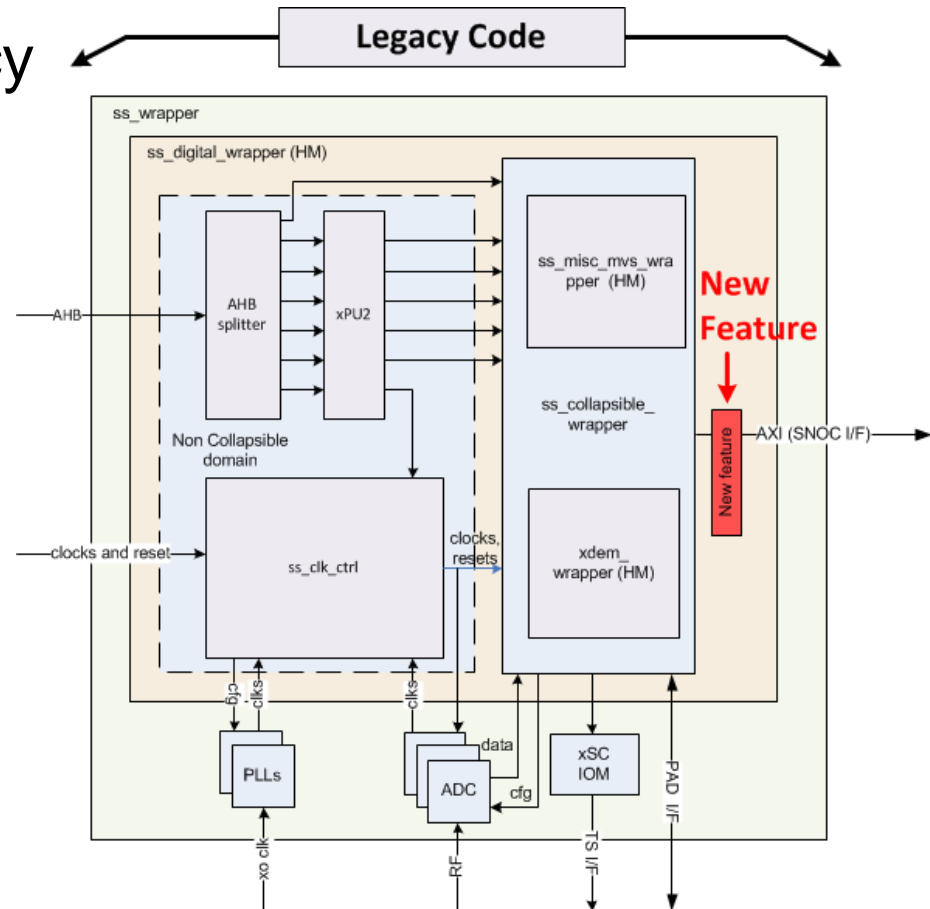 cy
Legacy Code
ss_wrapper
ss_digital_wrapper (HM)
AHB
AHB
splitter
xPU2
ss_misc_mvs_wra
pper (HM)
New
Feature
ss_collapsible_
wrapper
Non Collapsible
domain
New feature
AXI (SNOC I/F)
clocks and reset
ss_clk_ctrl
clocks,
resets
xdem_
wrapper (HM)
cfg
clks
clks
PLLs
data
ADC
cfg
xSC
IOM
PAD I/F
xo clk
RF
TS I/F